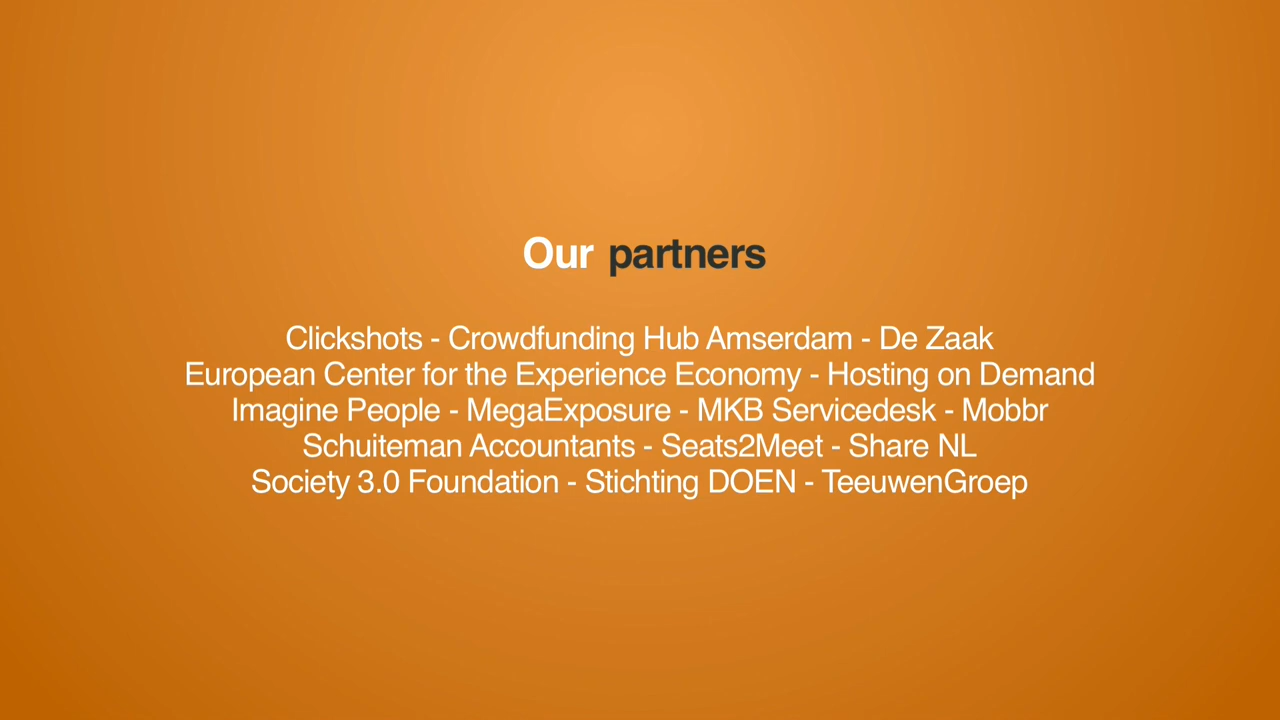 Our partners
Clickshots - Crowdfunding Hub Amserdam - De Zaak
European Center for the Experience Economy - Hosting on Demand
Imagine People - MegaExposure - MKB Servicedesk - Mobbr
Schuiteman Accountants - Seats2Meet - Share NL
Society 3.0 Foundation - Stichting DOEN - TeeuwenGroep